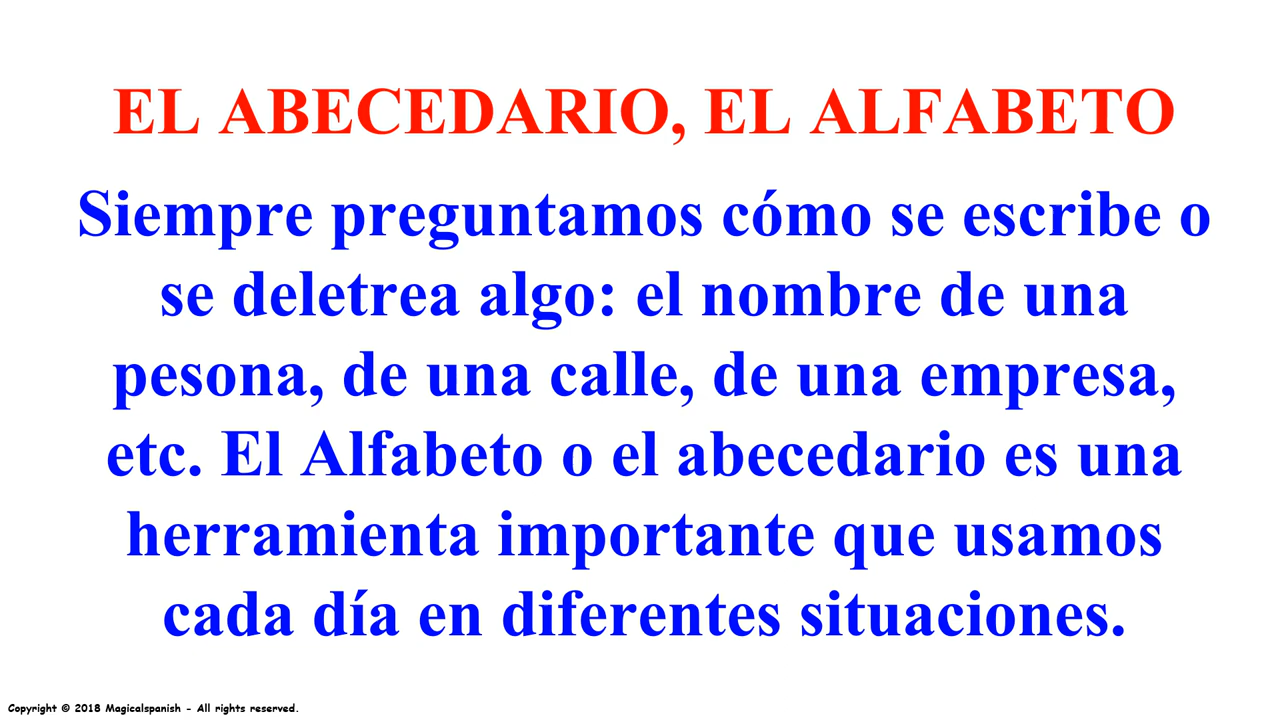 EL ABECEDARIO, EL ALFABETO
Siempre preguntamos cómo se escribe o
se deletrea algo: el nombre de una
pesona, de una calle, de una empresa,
etc. El Alfabeto o el abecedario es una
herramienta importante que usamos
cada día en diferentes situaciones.
Copyright © 2018 Magicalspanish - All rights reserved.